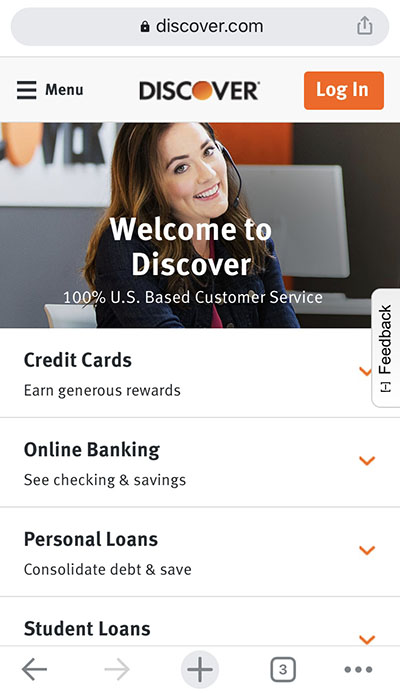 discover.com
Menu
DISCOVER
Log In
Welcome to
Discover
100% U.S. Based Customer Service
Feedback
Credit Cards
Earn generous rewards
Online Banking
See checking & savings
Personal Loans
Consolidate debt & save
Student Loans
3